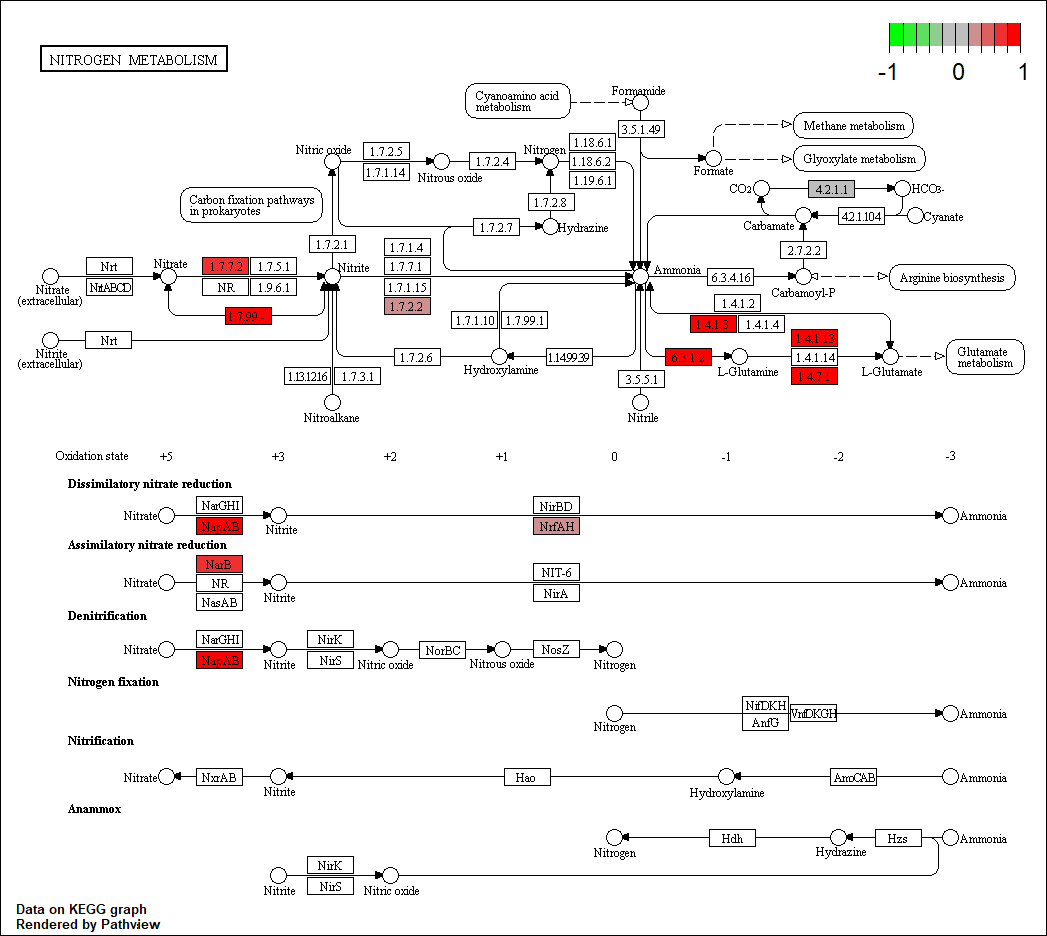 NITROGEN METABOLISM
-1 0 1
Cyanoamino acid
metabolism
Formamide
3.5.1.49
Methane metabolism
Glyoxylate metabolism
Formate
Nitric oxide
1.7.2.5
1.7.1.14
Nitrous oxide
1.7.2.4
Nitrogen
1.18.6.1
1.18.6.2
1.19.6.1
1.7.2.8
1.7.2.7
Hydrazine
CO2
4.2.1.1
HCO3-
Carbamate
4.2.1.104
Cyanate
2.7.2.2
Carbon fixation pathways
in prokaryotes
1.7.2.1
Nrt
NrtABCD
Nitrate
(extracellular)
Nitrate
1.7.7.2
1.7.5.1
NR
1.9.6.1
1.7.99.-
Nitrite
1.7.1.4
1.7.7.1
1.7.1.15
1.7.2.2
Ammonia
6.3.4.16
Carbamoyl-P
Arginine biosynthesis
Nrt
Nitrite
(extracellular)
1.7.1.10
1.7.99.1
1.4.1.2
1.4.1.3
1.4.1.4
1.7.2.6
Hydroxylamine
1.14.99.39
6.3.1.2
L-Glutamine
1.4.1.13
1.4.1.14
1.4.7.1
L-Glutamate
Glutamate
metabolism
1.13.12.16
1.7.3.1
3.5.5.1
Nitroalkane
Nitrile
Oxidation state +5 +3 +2 +1 0 -1 -2 -3
Dissimilatory nitrate reduction
NarGHI
NirBD
Nitrate
NapAB
Nitrite
NrfAH
Ammonia
Assimilatory nitrate reduction
NarB
NIT-6
Nitrate
NR
Nitrite
NirA
Ammonia
NasAB
Denitrification
NarGHI
NirK
Nitrate
NapAB
Nitrite
NirS
Nitric oxide
NorBC
Nitrous oxide
NosZ
Nitrogen
Nitrogen fixation
NifDKH
VnfDKGH
Nitrogen
AnfG
Ammonia
Nitrification
Nitrate
NxrAB
Nitrite
Hao
Hydroxylamine
AmoCAB
Ammonia
Anammox
Nitrogen
Hdh
Hydrazine
Hzs
Ammonia
NirK
Nitrite
NirS
Nitric oxide
Data on KEGG graph
Rendered by Pathview